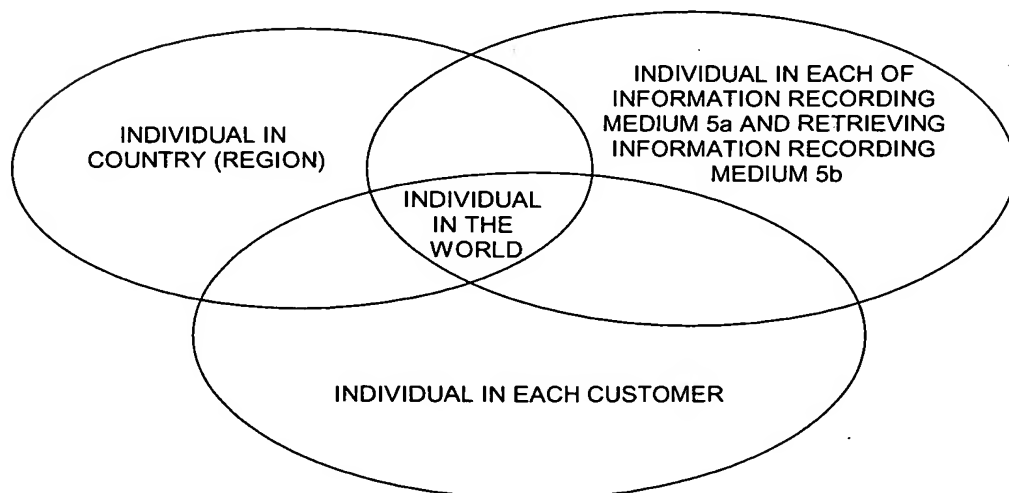 INDIVIDUAL IN
COUNTRY (REGION)
INDIVIDUAL IN EACH OF
INFORMATION RECORDING
MEDIUM 5a AND RETRIEVING
INFORMATION RECORDING
MEDIUM 5b
INDIVIDUAL
IN THE
WORLD
INDIVIDUAL IN EACH CUSTOMER